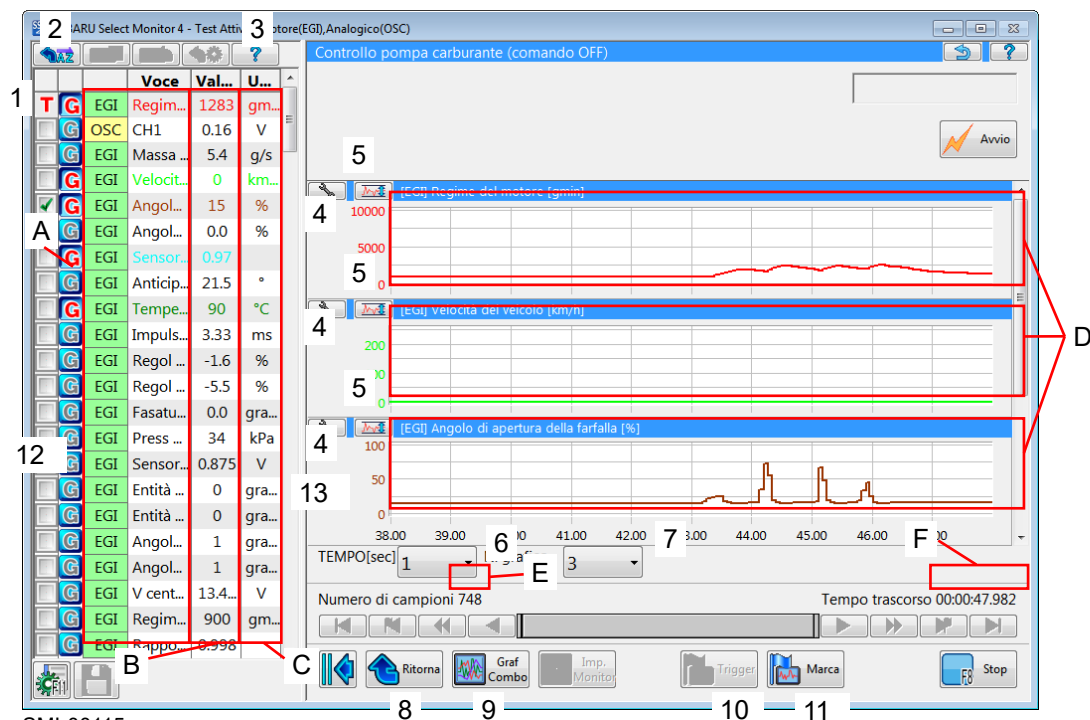 2 3
ARU Select Monitor 4 - Test Atti otore(EGI),Analogico(OSC)
AZ ? Controllo pompa carburante (comando OFF) ?
Voce Val... U...
1
T G EGI Regim... 1283 gm...
G OSC CH1 0.16 V
G EGI Massa ... 5.4 g/s
G EGI Velocit... 0 km...
G EGI Angol... 15 %
G EGI Angol... 0.0 %
G EGI Sensor... 0.97
G EGI Anticip... 21.5 °
G EGI Tempe... 90 °C
G EGI Impuls... 3.33 ms
G EGI Regol ... -1.6 %
G EGI Regol ... -5.5 %
G EGI Fasatu... 0.0 gra...
G EGI Press ... 34 kPa
G EGI Sensor... 0.875 V
G EGI Entità ... 0 gra...
G EGI Entità ... 0 gra...
G EGI Angol... 1 gra...
G EGI Angol... 1 gra...
G EGI V cent... 13.4... V
G EGI Regim... 900 gm...
G EGI Rappo... 0.998
A
12
B
C
F11
Avvio
5
[EGI] Regime del motore [gmin]
4
10000
5000
0
5
[EGI] Velocità del veicolo [km/h]
4
200
0
5
[EGI] Angolo di apertura della farfalla [%]
4
100
50
0
13
D
38.00 39.00 41.00 42.00 44.00 45.00 46.00
6 7
TEMPO[sec] 1 3
E F
Numero di campioni 748 Tempo trascorso 00:00:47.982
Ritorna
Graf Combo
Imp. Monitor
Trigger
Marca
F8 Stop
8 9 10 11